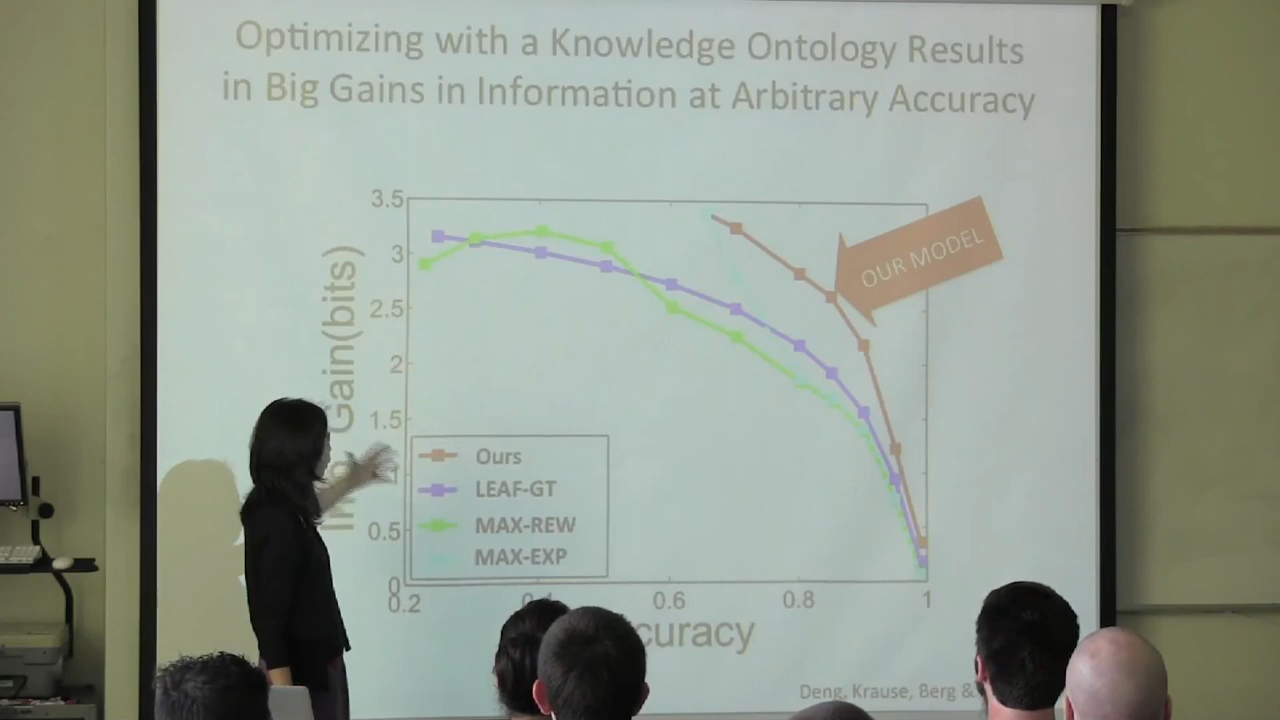 Optimizing with a Knowledge Ontology Results
in Big Gains in Information at Arbitrary Accuracy
3.5
3
2.5
2
1.5
0.5
0
Gain(bits)
OUR MODEL
Ours
LEAF-GT
MAX-REW
MAX-EXP
0.2
0.6
0.8
1
Deng, Krause, Berg &